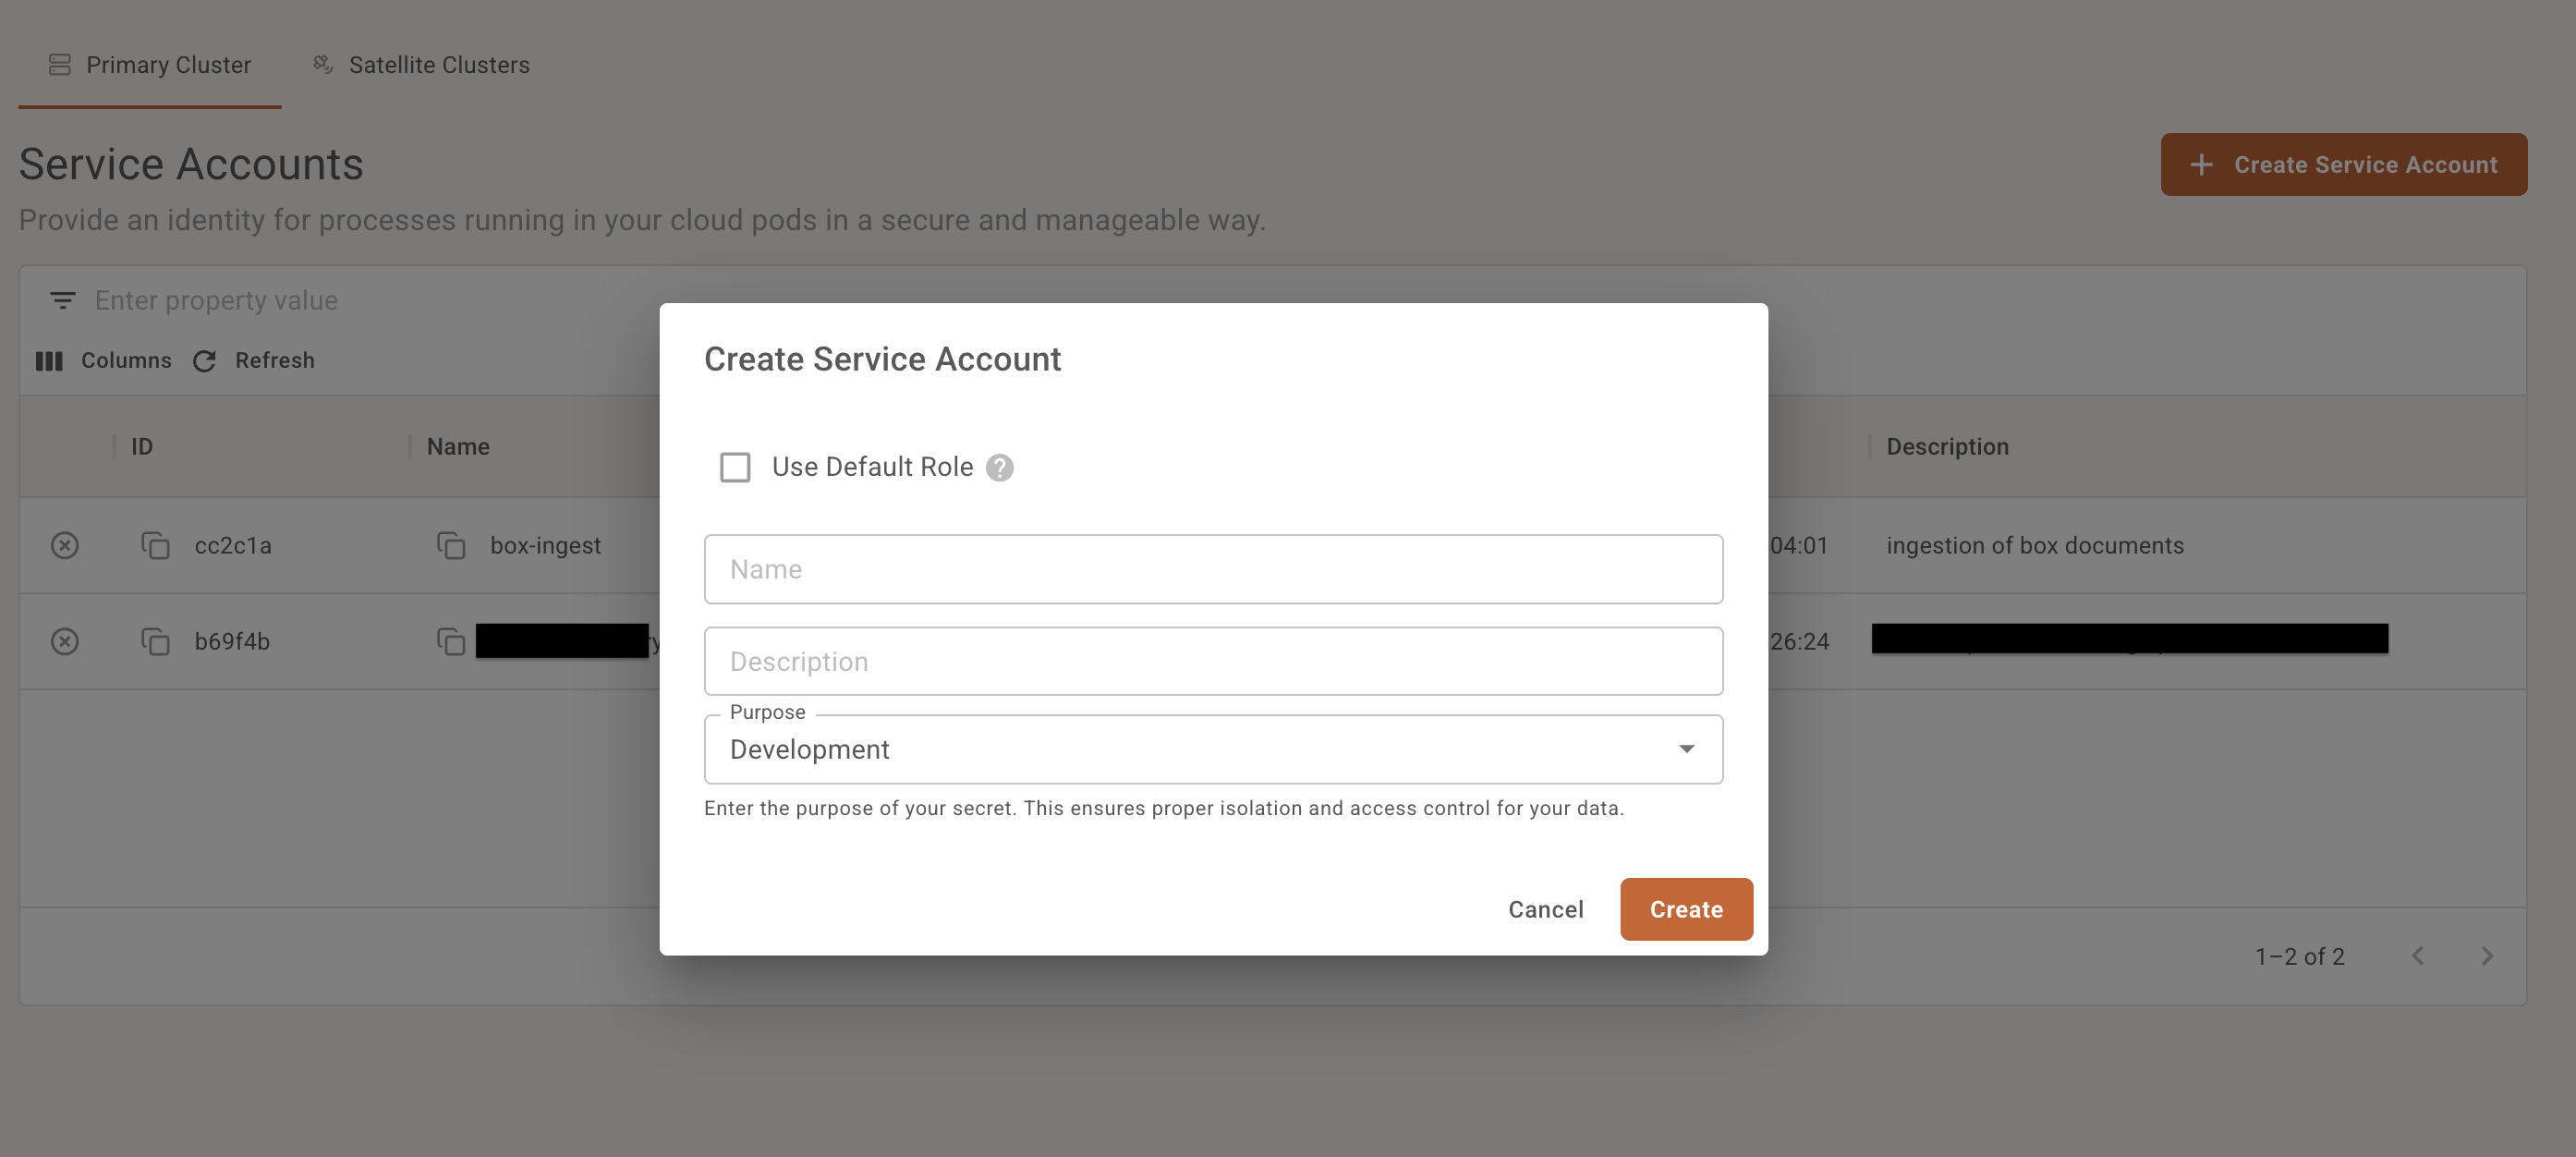 Primary Cluster Satellite Clusters
Service Accounts
+ Create Service Account
Provide an identity for processes running in your cloud pods in a secure and manageable way.
Enter property value
Columns Refresh
ID Name Description
cc2c1a box-ingest 04:01 ingestion of box documents
b69f4b 26:24
Create Service Account
Use Default Role ?
Name
Description
Purpose
Development
Enter the purpose of your secret. This ensures proper isolation and access control for your data.
Cancel Create
1–2 of 2